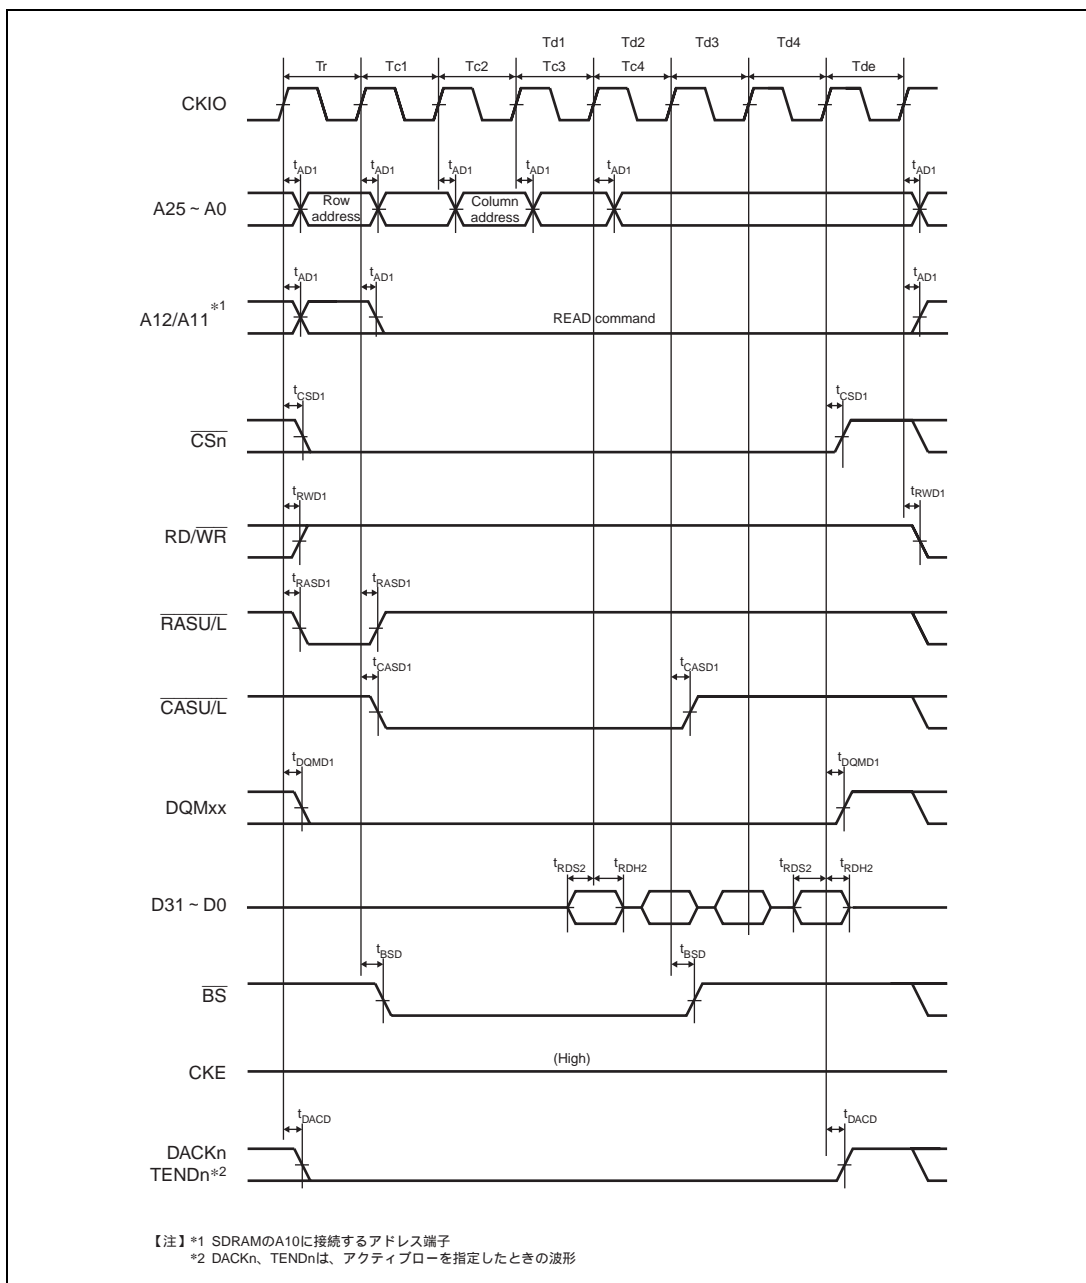 Td1 Td2 Td3 Td4
Tr Tc1 Tc2 Tc3 Tc4 Tde
CKIO
tAD1 tAD1 tAD1 tAD1 tAD1 tAD1
A25 ~ A0
Row address
Column address
tAD1 tAD1 tAD1
A12/A11*1
READ command
tCSD1 tCSD1
CSn
tRWD1 tRWD1
RD/WR
tRASD1 tRASD1
RASU/L
tCASD1 tCASD1
CASU/L
tDQMD1 tDQMD1
DQMxx
tRDS2 tRDH2 tRDS2 tRDH2
D31 ~ D0
tBSD tBSD
BS
(High)
CKE
tDACD tDACD
DACKn
TENDn*2
【注】*1 SDRAMのA10に接続するアドレス端子
*2 DACKn、TENDnは、アクティブローを指定したときの波形